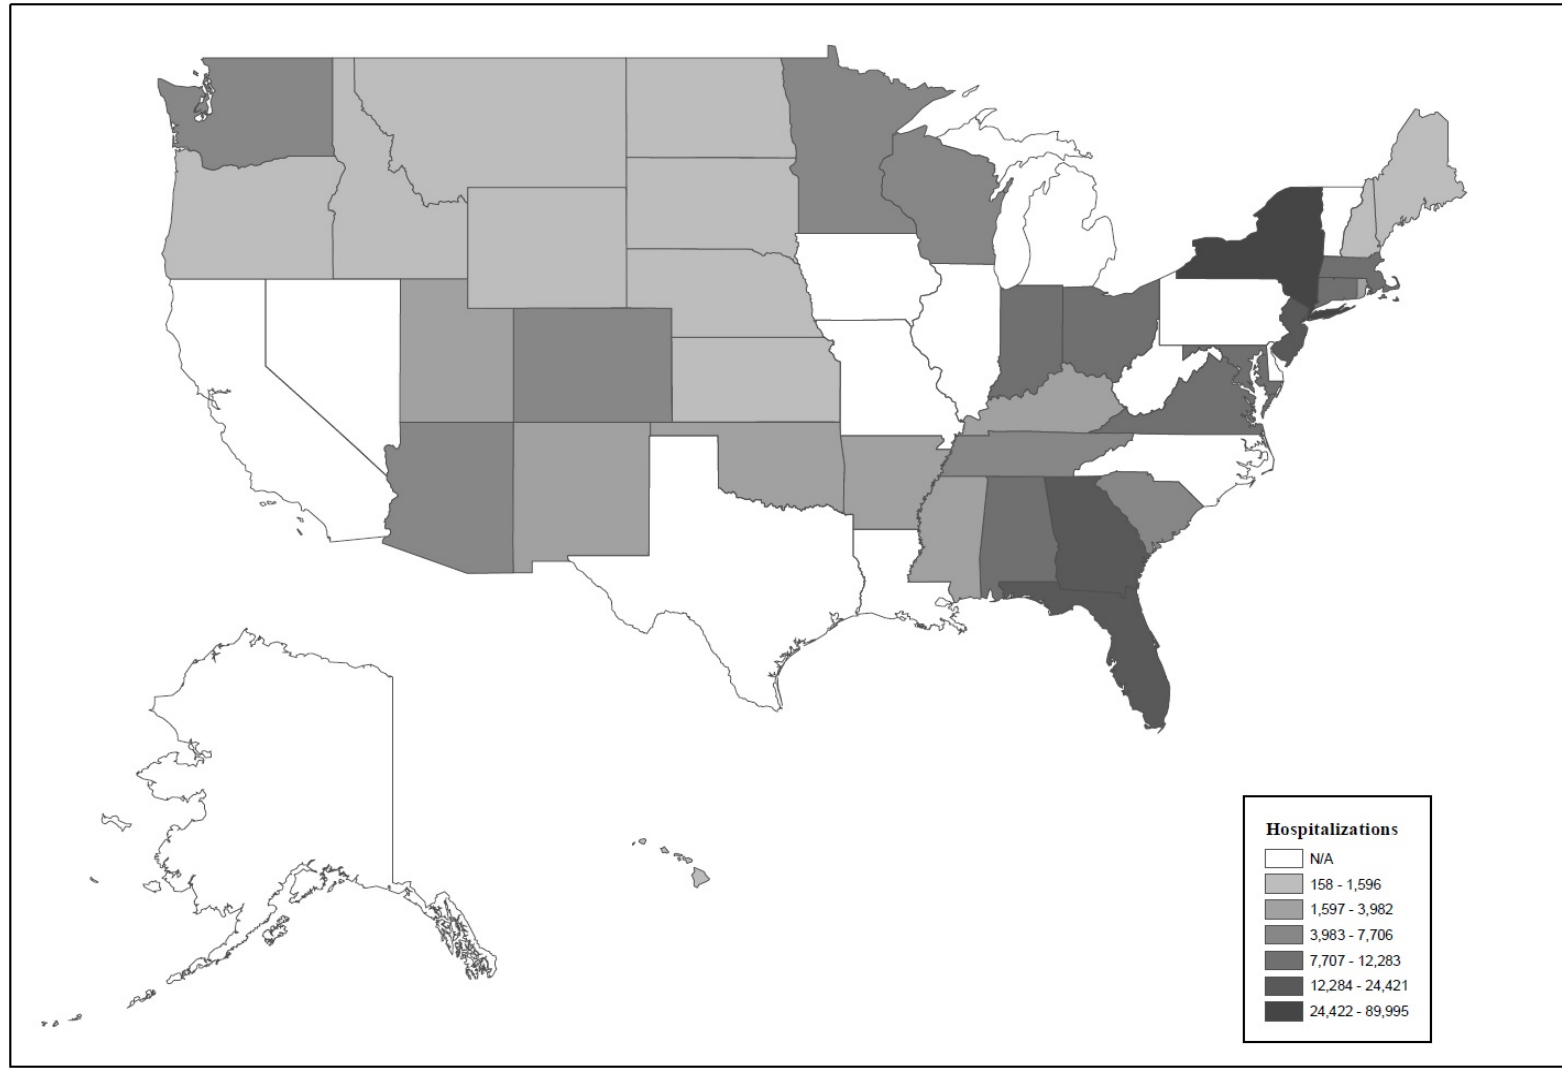 Hospitalizations
N/A
158 - 1,596
1,597 - 3,982
3,983 - 7,706
7,707 - 12,283
12,284 - 24,421
24,422 - 89,995